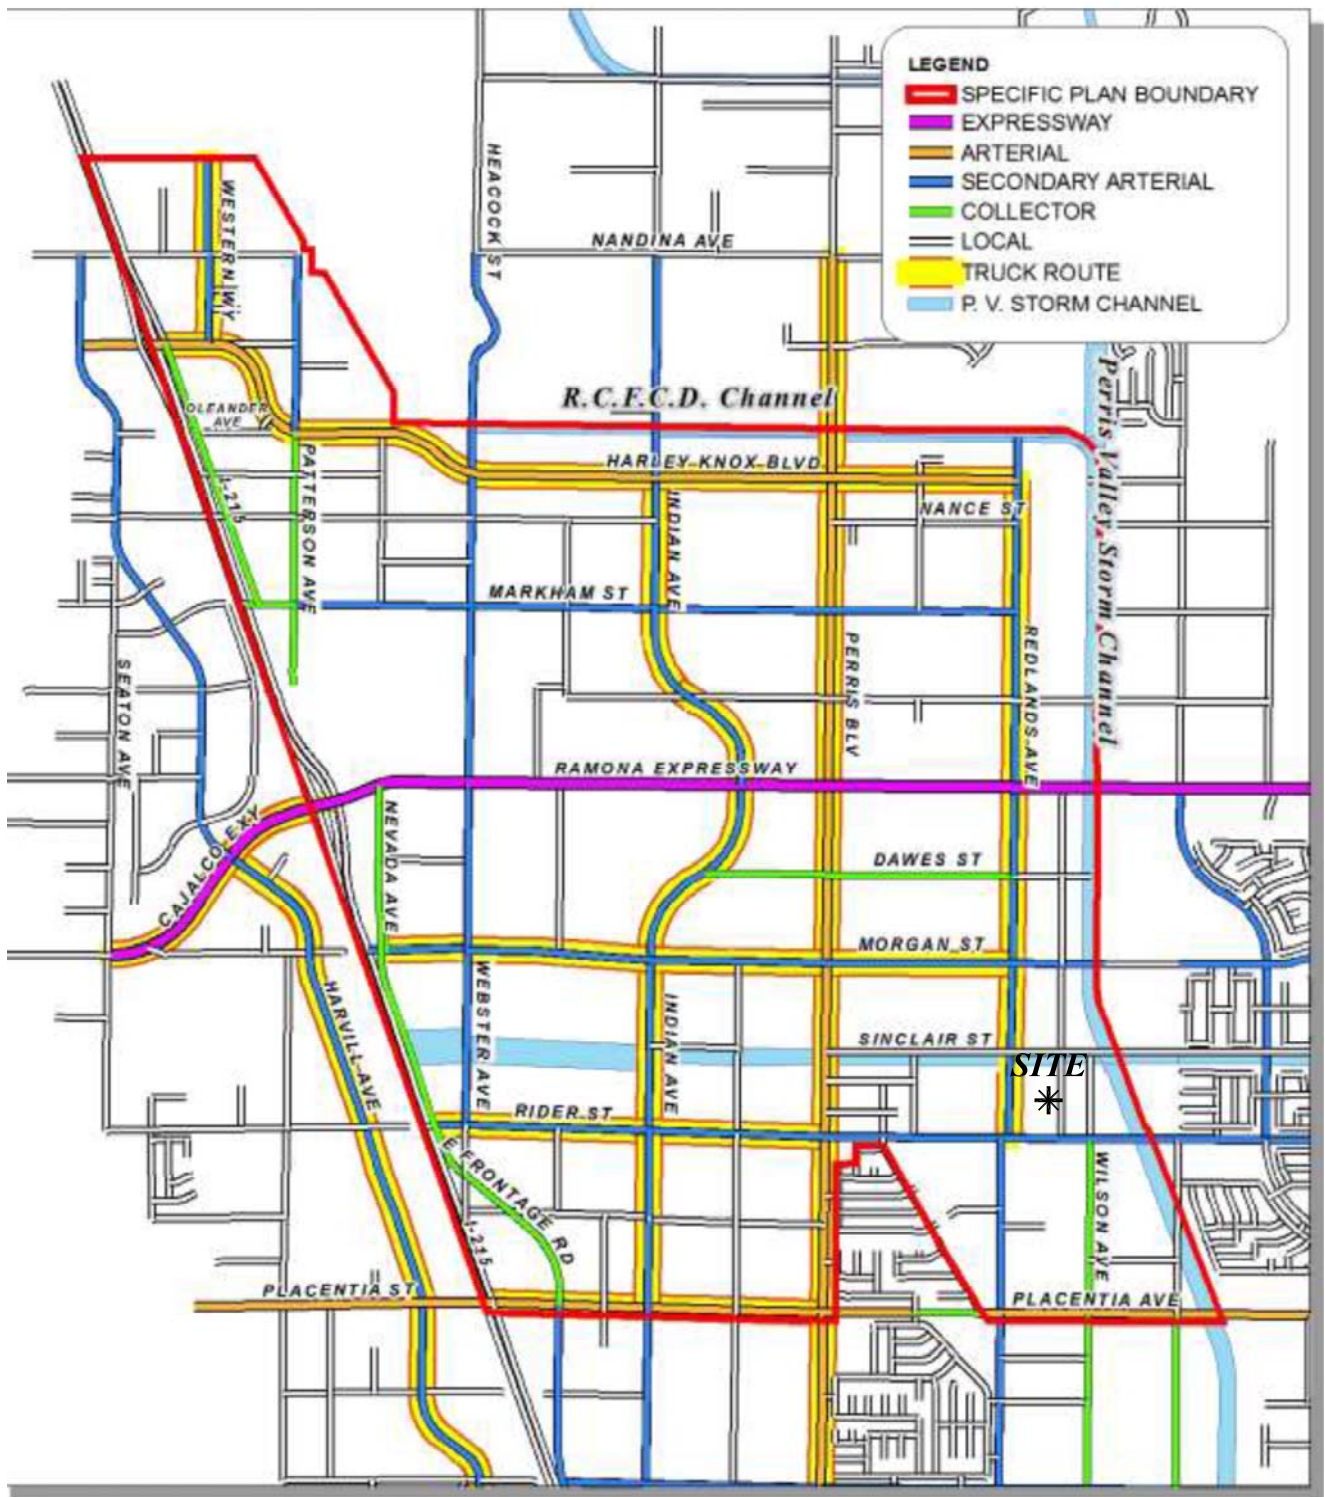 LEGEND
SPECIFIC PLAN BOUNDARY
EXPRESSWAY
ARTERIAL
SECONDARY ARTERIAL
COLLECTOR
LOCAL
TRUCK ROUTE
P. V. STORM CHANNEL
HEACOCK ST
WESTERN WY
NANDINA AVE
R.C.F.C.D. Channel
Perris Valley Storm Channel
OLEANDER
AVE
HARLEY KNOX BLVD
PATTERSON AVE
I-215
INDIAN AVE
NANCE ST
MARKHAM ST
SEATON AVE
PERRIS BLV
REDLANDS AVE
RAMONA EXPRESSWAY
CAJALCO EXY
NEVADA AVE
DAWES ST
MORGAN ST
HARVILL AVE
WEBSTER AVE
INDIAN AVE
SINCLAIR ST
SITE
RIDER ST
E FRONTAGE RD
WILSON AVE
I-215
PLACENTIA ST
PLACENTIA AVE